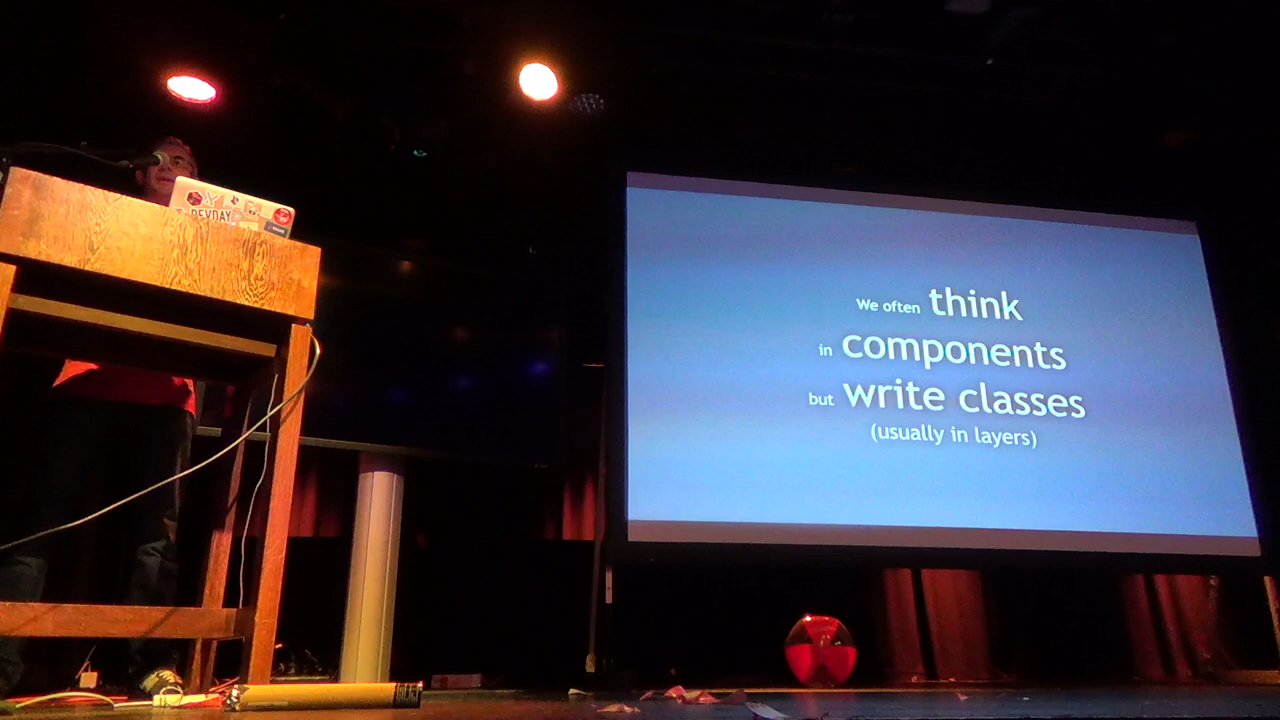 DEVDAY
We often think
in components
but write classes
(usually in layers)